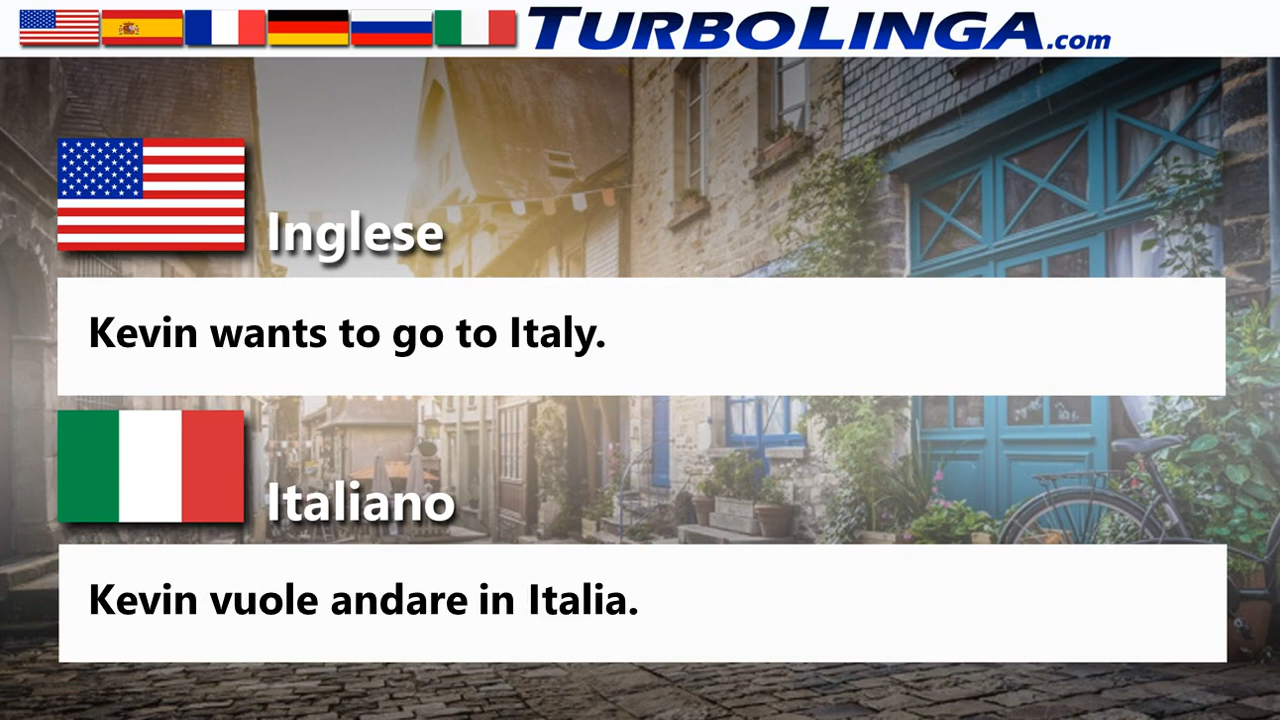 TURBOLINGA.com
Inglese
Kevin wants to go to Italy.
Italiano
Kevin vuole andare in Italia.